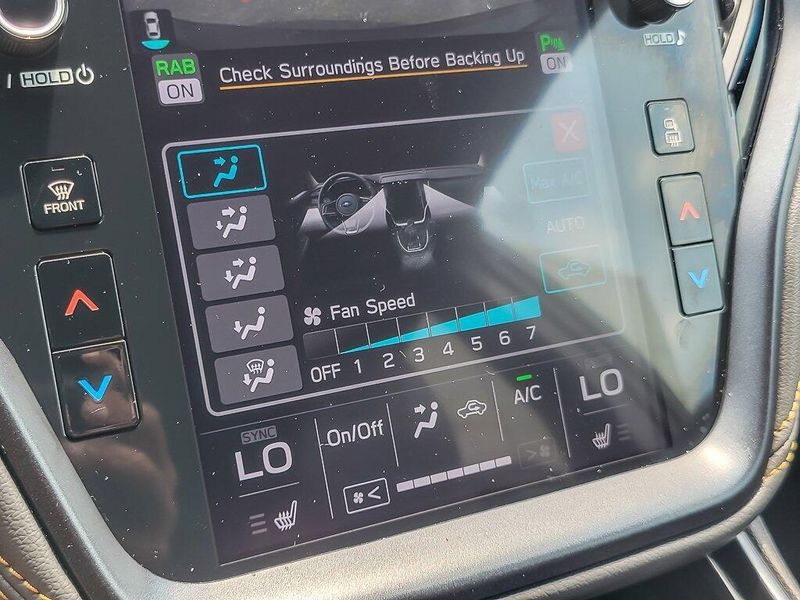 HOLD
RAB
ON
Check Surroundings Before Backing Up
ON
HOLD
FRONT
Max A/C
AUTO
Fan Speed
OFF 1 2 3 4 5 6 7
SYNC
LO
On/Off
A/C
LO